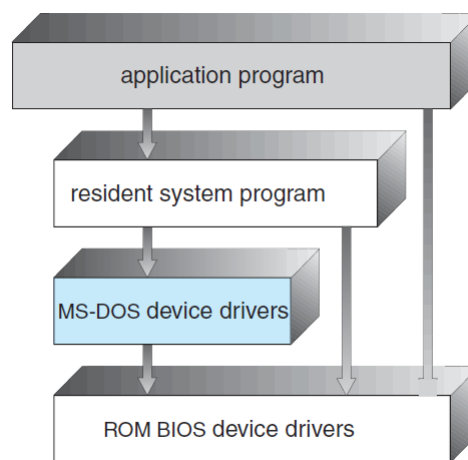 application program
resident system program
MS-DOS device drivers
ROM BIOS device drivers